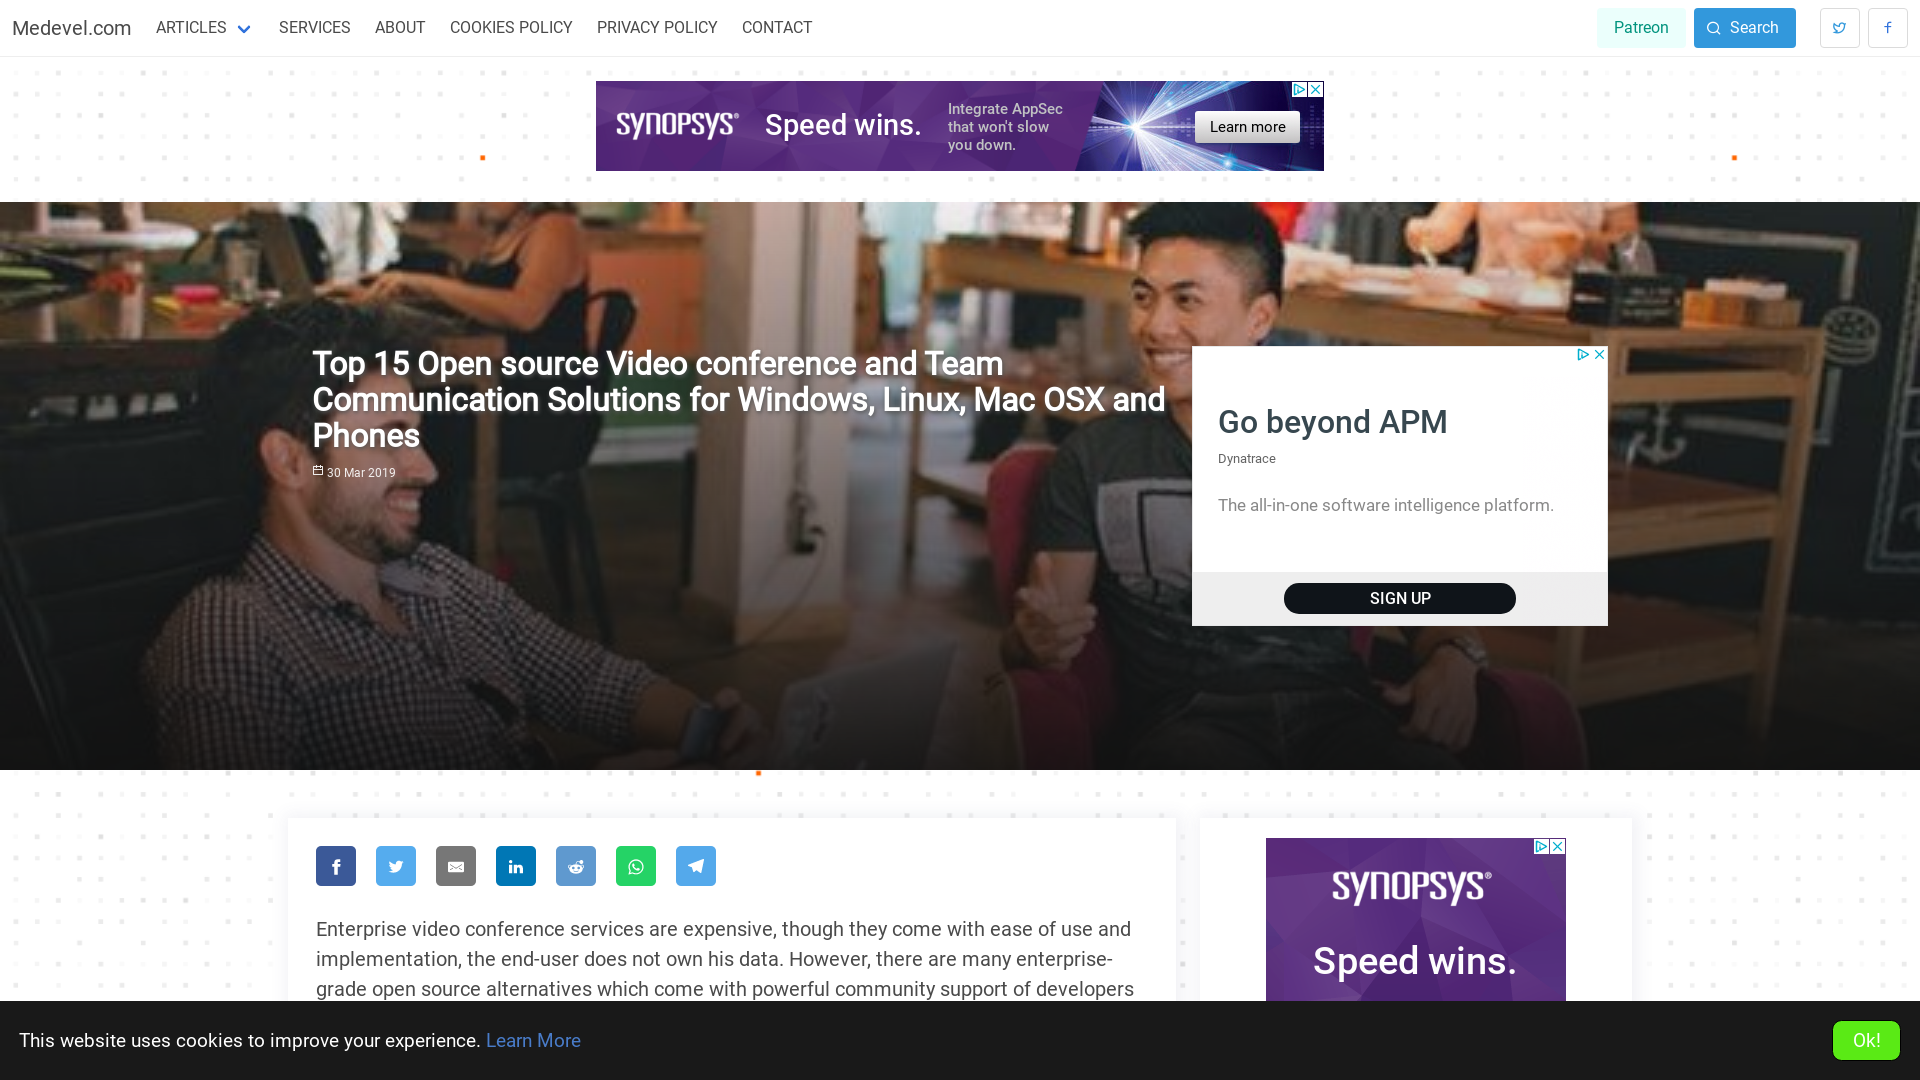 Medevel.com
ARTICLES
SERVICES
ABOUT
COOKIES POLICY
PRIVACY POLICY
CONTACT
Patreon
Search
SYNOPSYS®
Speed wins.
Integrate AppSec
that won't slow
you down.
Learn more
Top 15 Open source Video conference and Team
Communication Solutions for Windows, Linux, Mac OSX and
Phones
30 Mar 2019
Go beyond APM
Dynatrace
The all-in-one software intelligence platform.
SIGN UP
Enterprise video conference services are expensive, though they come with ease of use and
implementation, the end-user does not own his data. However, there are many enterprise-
grade open source alternatives which come with powerful community support of developers
SYNOPSYS®
Speed wins.
This website uses cookies to improve your experience. Learn More
Ok!